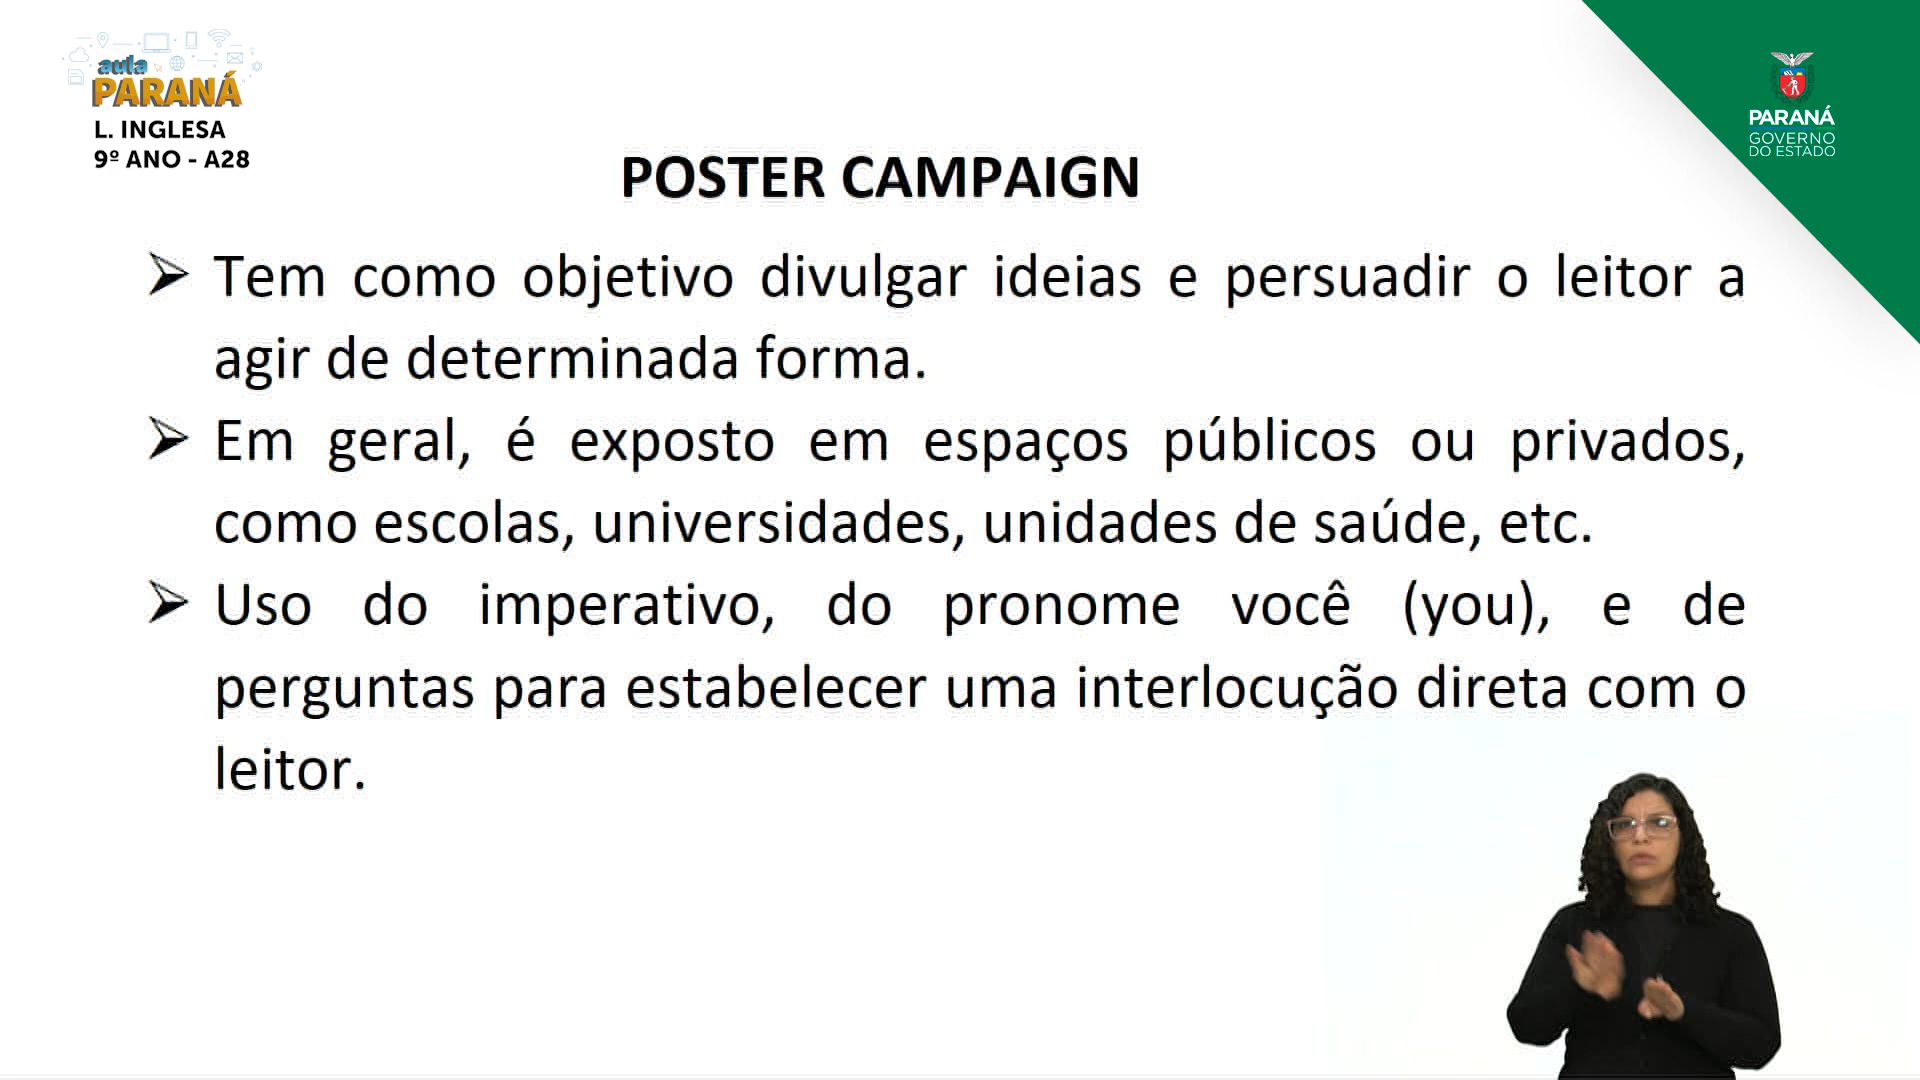 aula
PARANÁ
L. INGLESA
9º ANO - A28
PARANÁ
GOVERNO
DO ESTADO
POSTER CAMPAIGN
Tem como objetivo divulgar ideias e persuadir o leitor a
agir de determinada forma.
Em geral, é exposto em espaços públicos ou privados,
como escolas, universidades, unidades de saúde, etc.
Uso do imperativo, do pronome você (you), e de
perguntas para estabelecer uma interlocução direta com o
leitor.